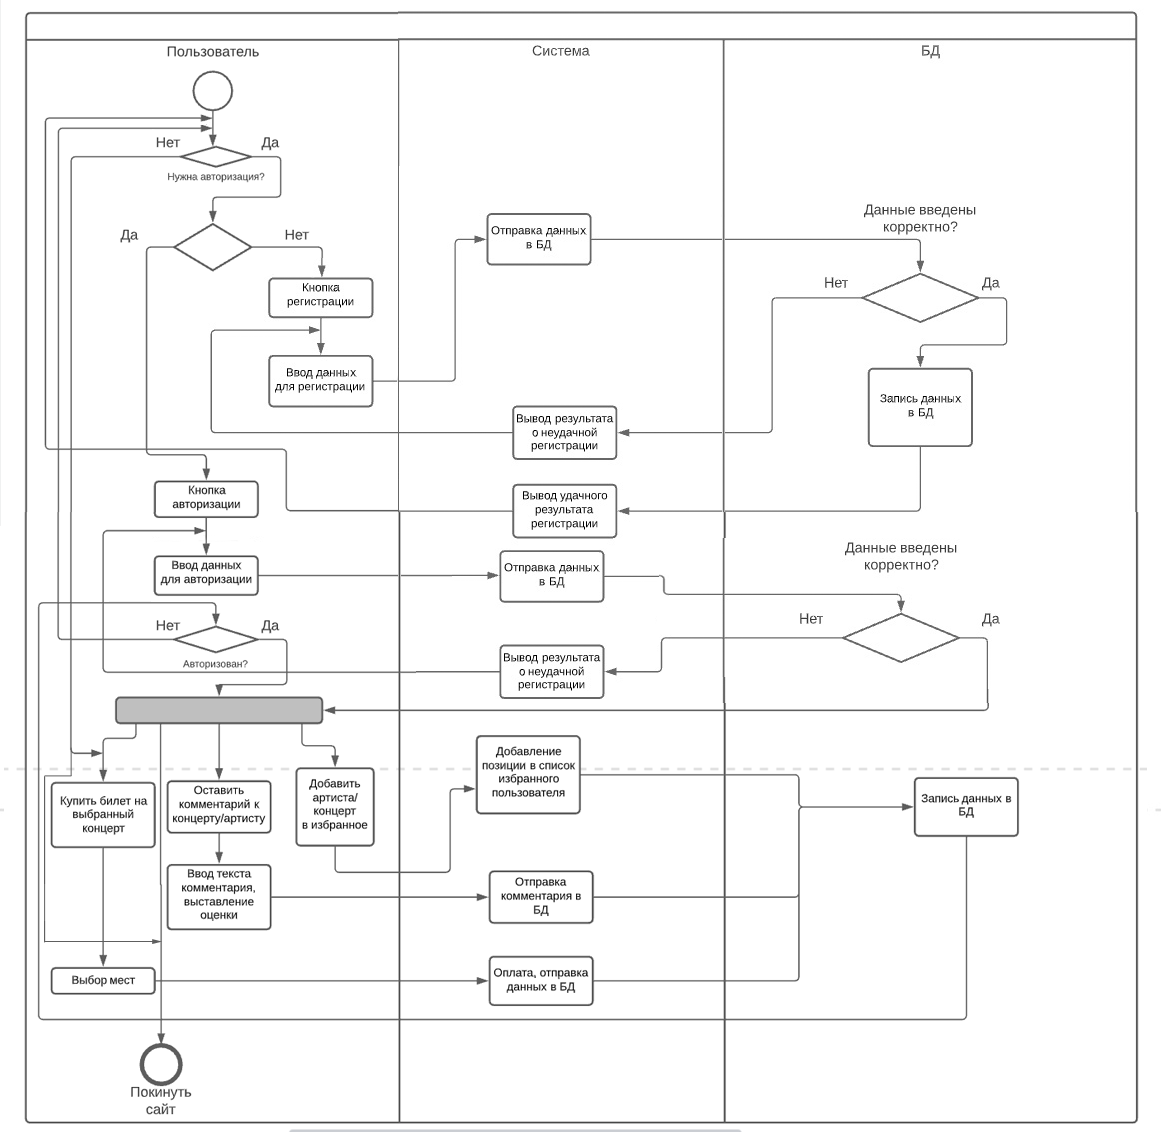 Пользователь
Система
БД
Нет
Да
Нужна авторизация?
Да
Нет
Кнопка
регистрации
Ввод данных
для регистрации
Отправка данных
в БД
Данные введены
корректно?
Нет
Да
Запись данных
в БД
Вывод результата
о неудачной
регистрации
Вывод удачного
результата
регистрации
Кнопка
авторизации
Ввод данных
для авторизации
Отправка данных
в БД
Данные введены
корректно?
Нет
Да
Вывод результата
о неудачной
регистрации
Нет
Да
Авторизован?
Купить билет на
выбранный
концерт
Оставить
комментарий к
концерту/артисту
Добавить
артиста/
концерт
в избранное
Добавление
позиции в список
избранного
пользователя
Запись данных в
БД
Ввод текста
комментария,
выставление
оценки
Отправка
комментария в
БД
Выбор мест
Оплата, отправка
данных в БД
Покинуть
сайт